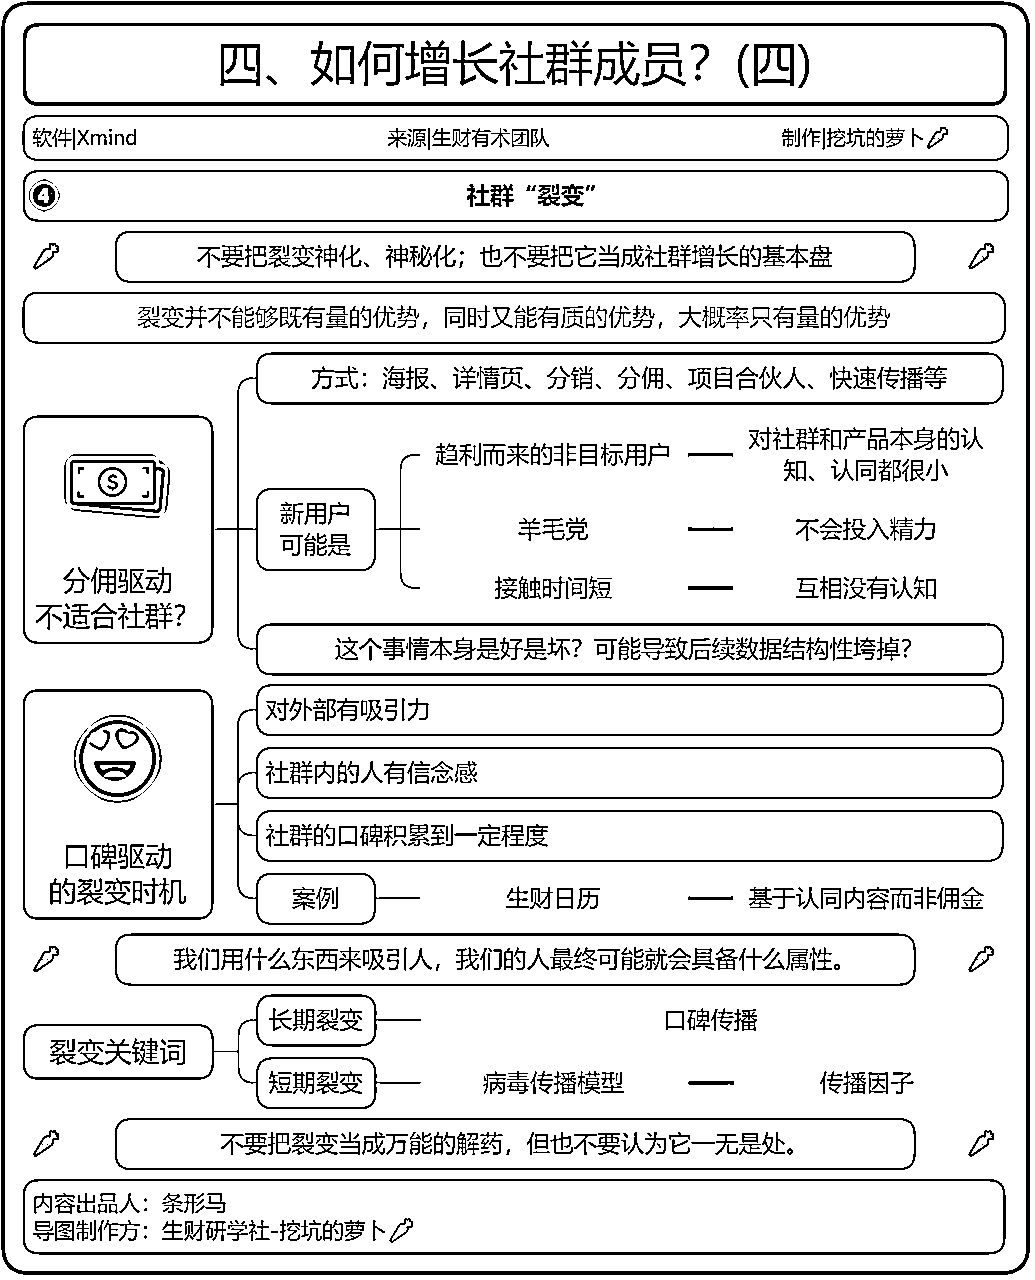 四、如何增长社群成员？(四)
软件|Xmind
来源|生财有术团队
制作|挖坑的萝卜
4
社群“裂变”
不要把裂变神化、神秘化；也不要把它当成社群增长的基本盘
裂变并不能够既有量的优势，同时又能有质的优势，大概率只有量的优势
分佣驱动
不适合社群？
方式：海报、详情页、分销、分佣、项目合伙人、快速传播等
新用户
可能是
趋利而来的非目标用户
对社群和产品本身的认
知、认同都很小
羊毛党
不会投入精力
接触时间短
互相没有认知
这个事情本身是好是坏？可能导致后续数据结构性垮掉？
口碑驱动
的裂变时机
对外部有吸引力
社群内的人有信念感
社群的口碑积累到一定程度
案例
生财日历
基于认同内容而非佣金
我们用什么东西来吸引人，我们的人最终可能就会具备什么属性。
裂变关键词
长期裂变
口碑传播
短期裂变
病毒传播模型
传播因子
不要把裂变当成万能的解药，但也不要认为它一无是处。
内容出品人：条形马
导图制作方：生财研学社-挖坑的萝卜